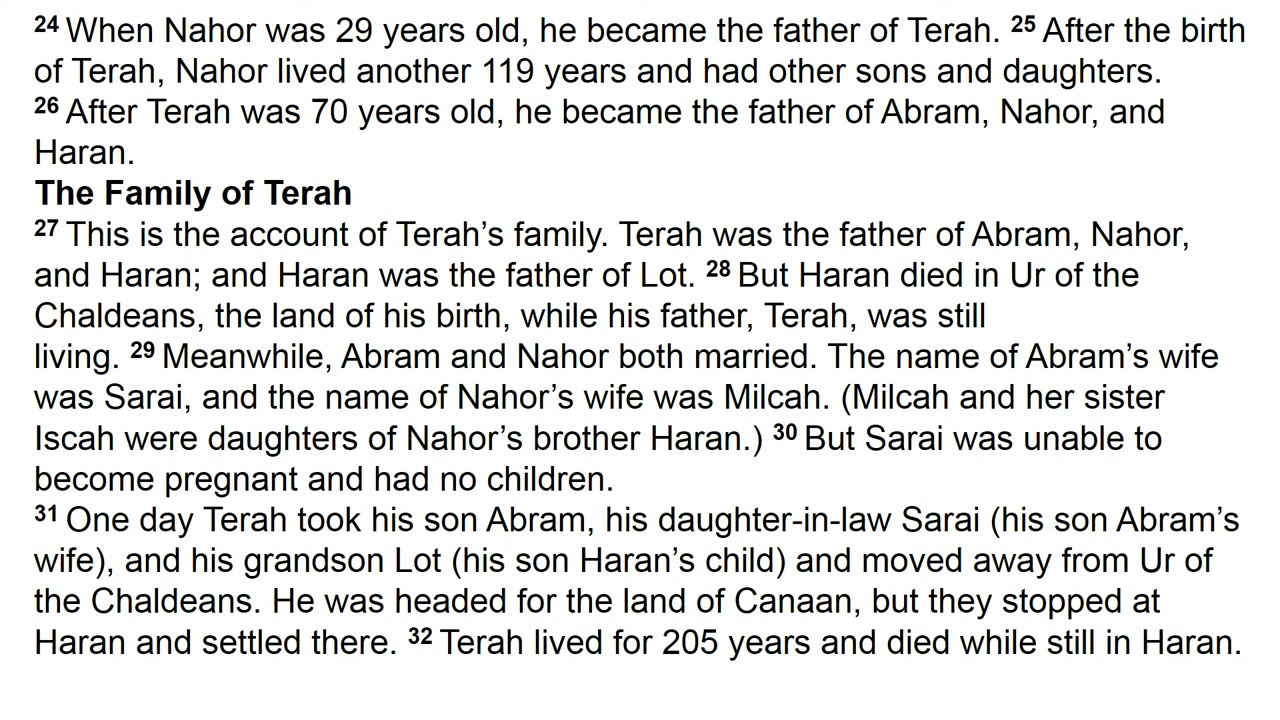 24 When Nahor was 29 years old, he became the father of Terah. 25 After the birth
of Terah, Nahor lived another 119 years and had other sons and daughters.
26 After Terah was 70 years old, he became the father of Abram, Nahor, and
Haran.
The Family of Terah
27 This is the account of Terah’s family. Terah was the father of Abram, Nahor,
and Haran; and Haran was the father of Lot. 28 But Haran died in Ur of the
Chaldeans, the land of his birth, while his father, Terah, was still
living. 29 Meanwhile, Abram and Nahor both married. The name of Abram’s wife
was Sarai, and the name of Nahor’s wife was Milcah. (Milcah and her sister
Iscah were daughters of Nahor’s brother Haran.) 30 But Sarai was unable to
become pregnant and had no children.
31 One day Terah took his son Abram, his daughter-in-law Sarai (his son Abram’s
wife), and his grandson Lot (his son Haran’s child) and moved away from Ur of
the Chaldeans. He was headed for the land of Canaan, but they stopped at
Haran and settled there. 32 Terah lived for 205 years and died while still in Haran.